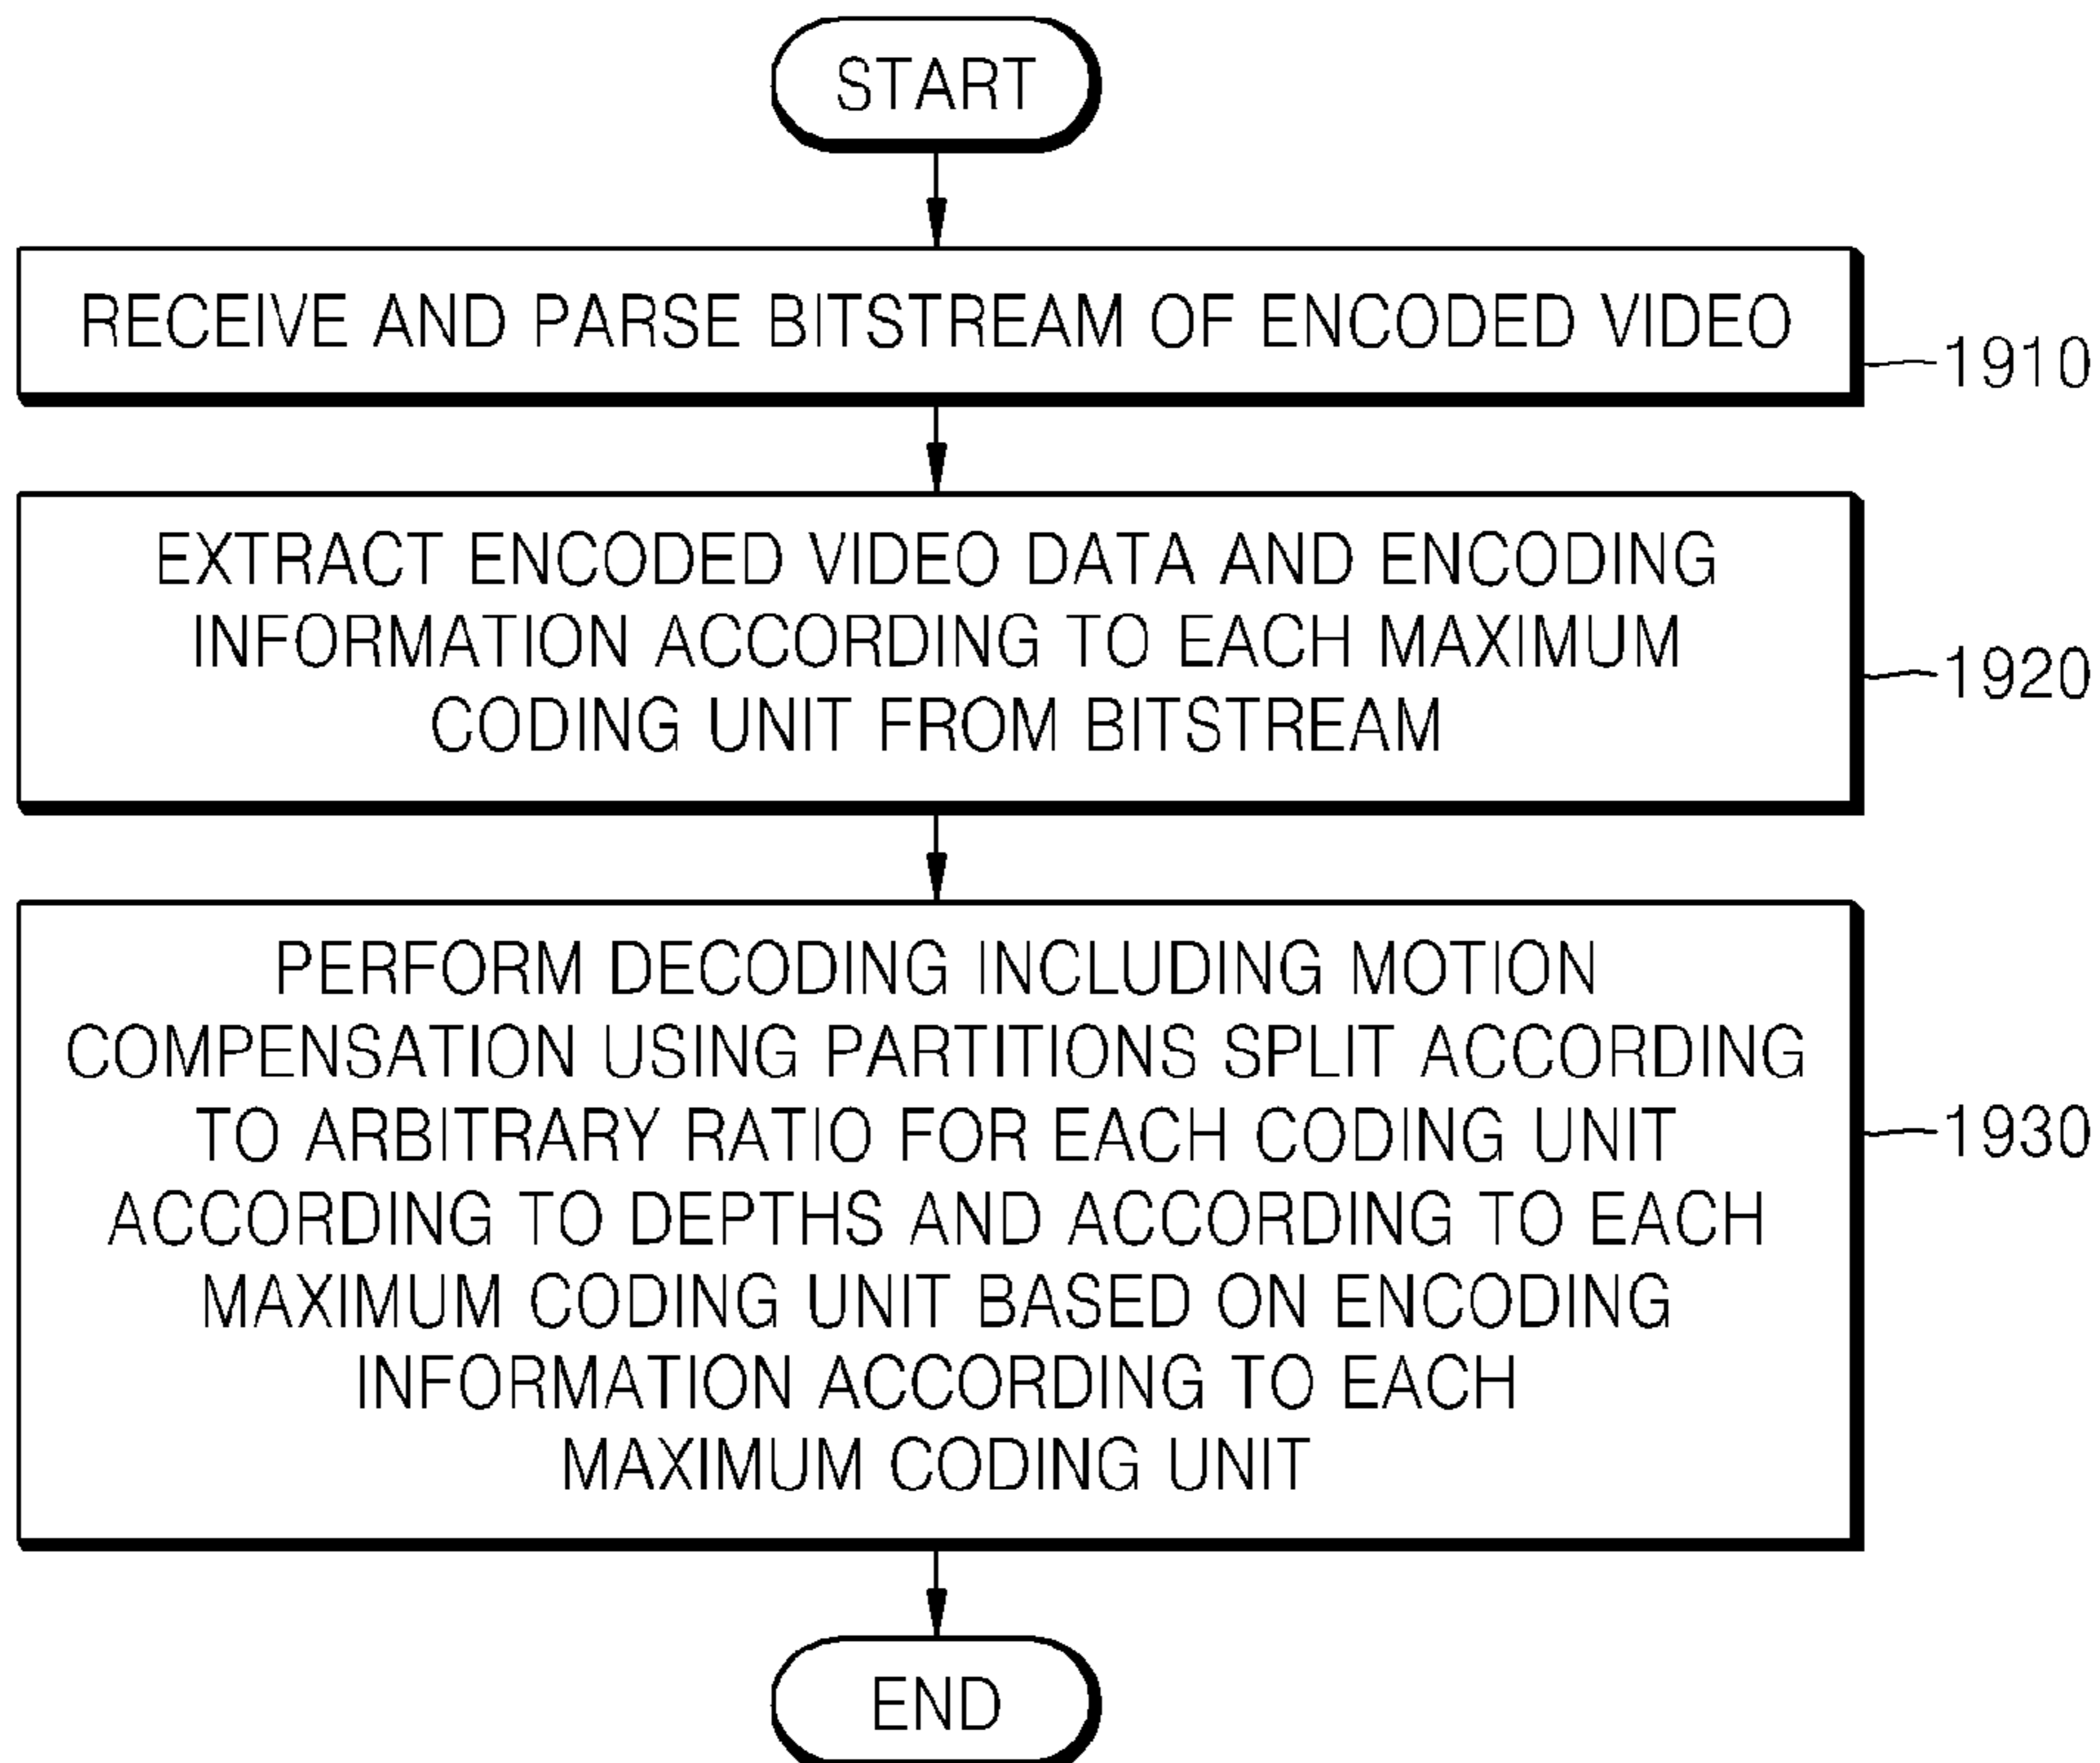 START
RECEIVE AND PARSE BITSTREAM OF ENCODED VIDEO
1910
EXTRACT ENCODED VIDEO DATA AND ENCODING
INFORMATION ACCORDING TO EACH MAXIMUM
CODING UNIT FROM BITSTREAM
1920
PERFORM DECODING INCLUDING MOTION
COMPENSATION USING PARTITIONS SPLIT ACCORDING
TO ARBITRARY RATIO FOR EACH CODING UNIT
ACCORDING TO DEPTHS AND ACCORDING TO EACH
MAXIMUM CODING UNIT BASED ON ENCODING
INFORMATION ACCORDING TO EACH
MAXIMUM CODING UNIT
1930
END